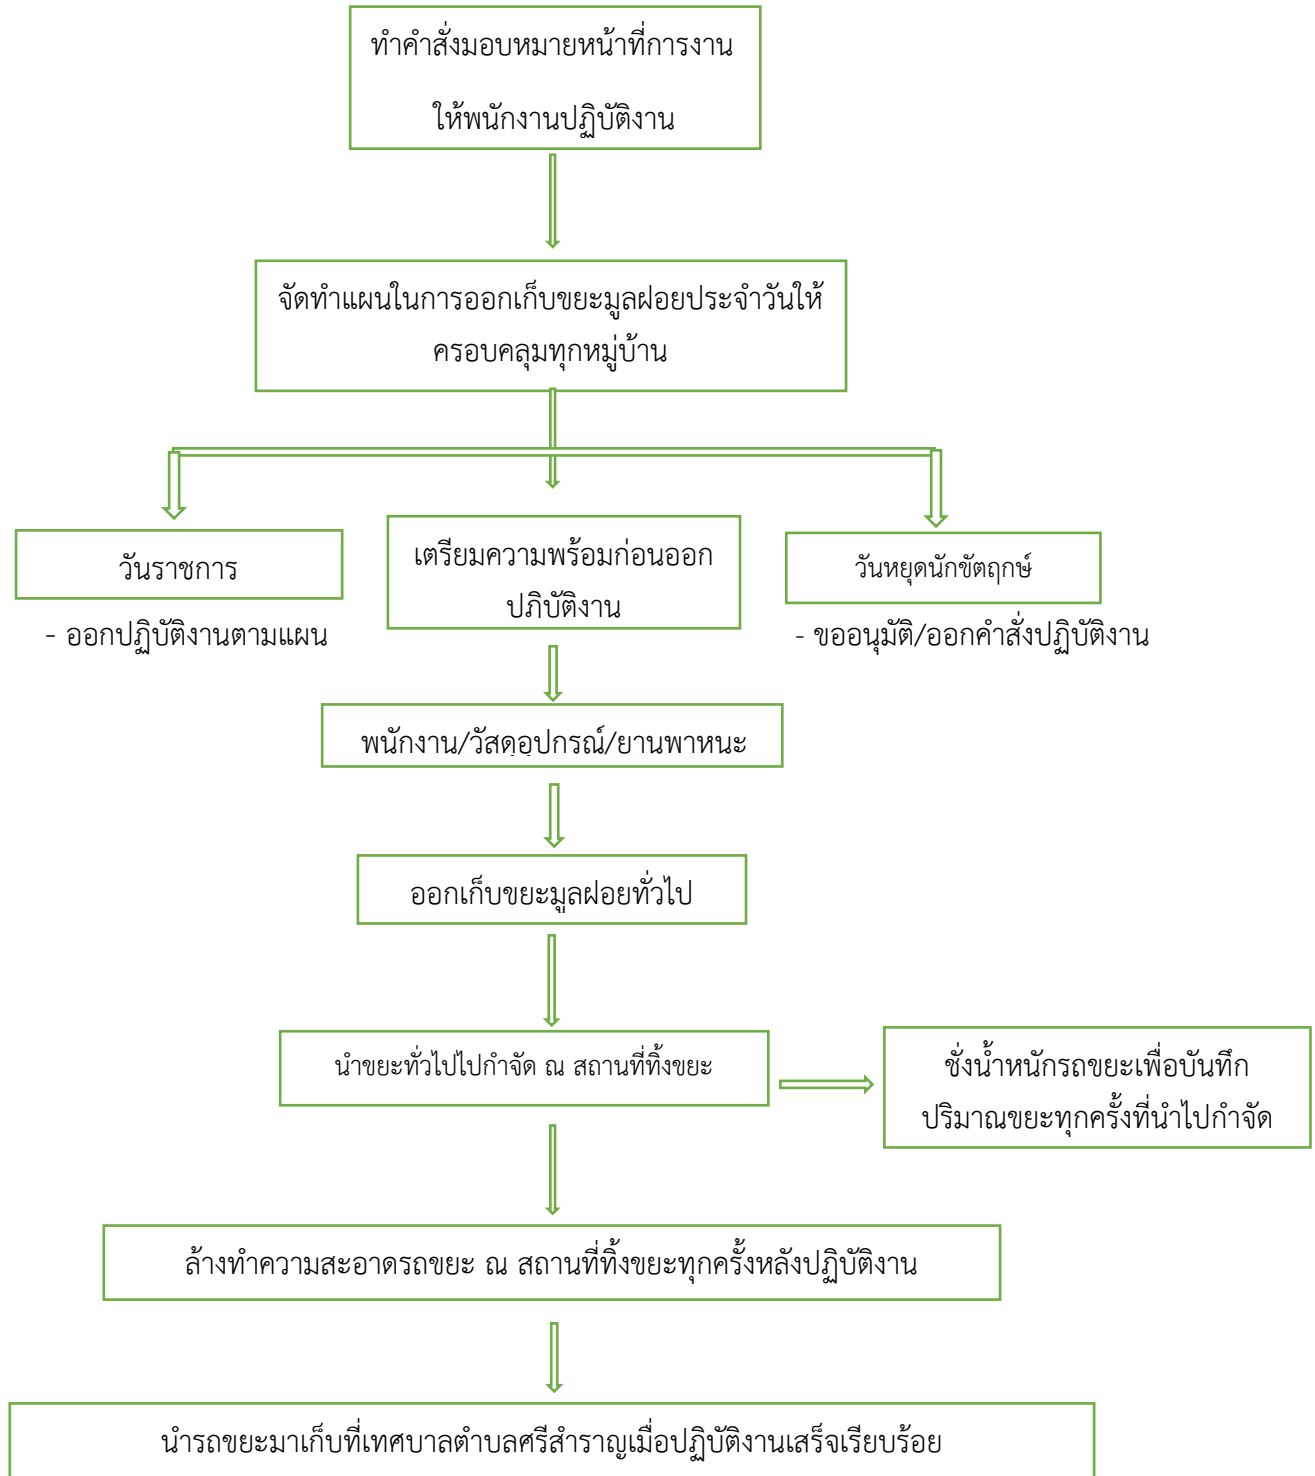 ทำคำสั่งมอบหมายหน้าที่การงาน
ให้พนักงานปฏิบัติงาน
จัดทำแผนในการออกเก็บขยะมูลฝอยประจำวันให้
ครอบคลุมทุกหมู่บ้าน
วันราชการ
- ออกปฏิบัติงานตามแผน
เตรียมความพร้อมก่อนออก
ปภิบัติงาน
วันหยุดนักขัตฤกษ์
- ขออนุมัติ/ออกคำสั่งปฏิบัติงาน
พนักงาน/วัสดุอุปกรณ์/ยานพาหนะ
ออกเก็บขยะมูลฝอยทั่วไป
นำขยะทั่วไปไปกำจัด ณ สถานที่ทิ้งขยะ
ชั่งน้ำหนักรถขยะเพื่อบันทึก
ปริมาณขยะทุกครั้งที่นำไปกำจัด
ล้างทำความสะอาดรถขยะ ณ สถานที่ทิ้งขยะทุกครั้งหลังปฏิบัติงาน
นำรถขยะมาเก็บที่เทศบาลตำบลศรีสำราญเมื่อปฏิบัติงานเสร็จเรียบร้อย